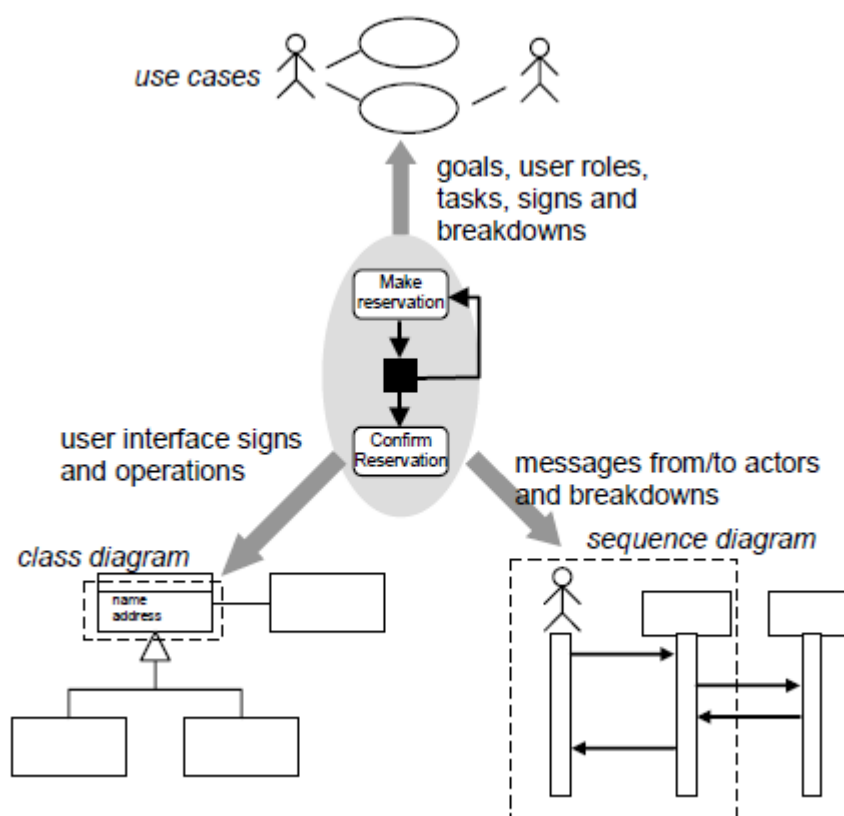 use cases
goals, user roles,
tasks, signs and
breakdowns
Make
reservation
Confirm
Reservation
user interface signs
and operations
messages from/to actors
and breakdowns
class diagram
name
address
sequence diagram